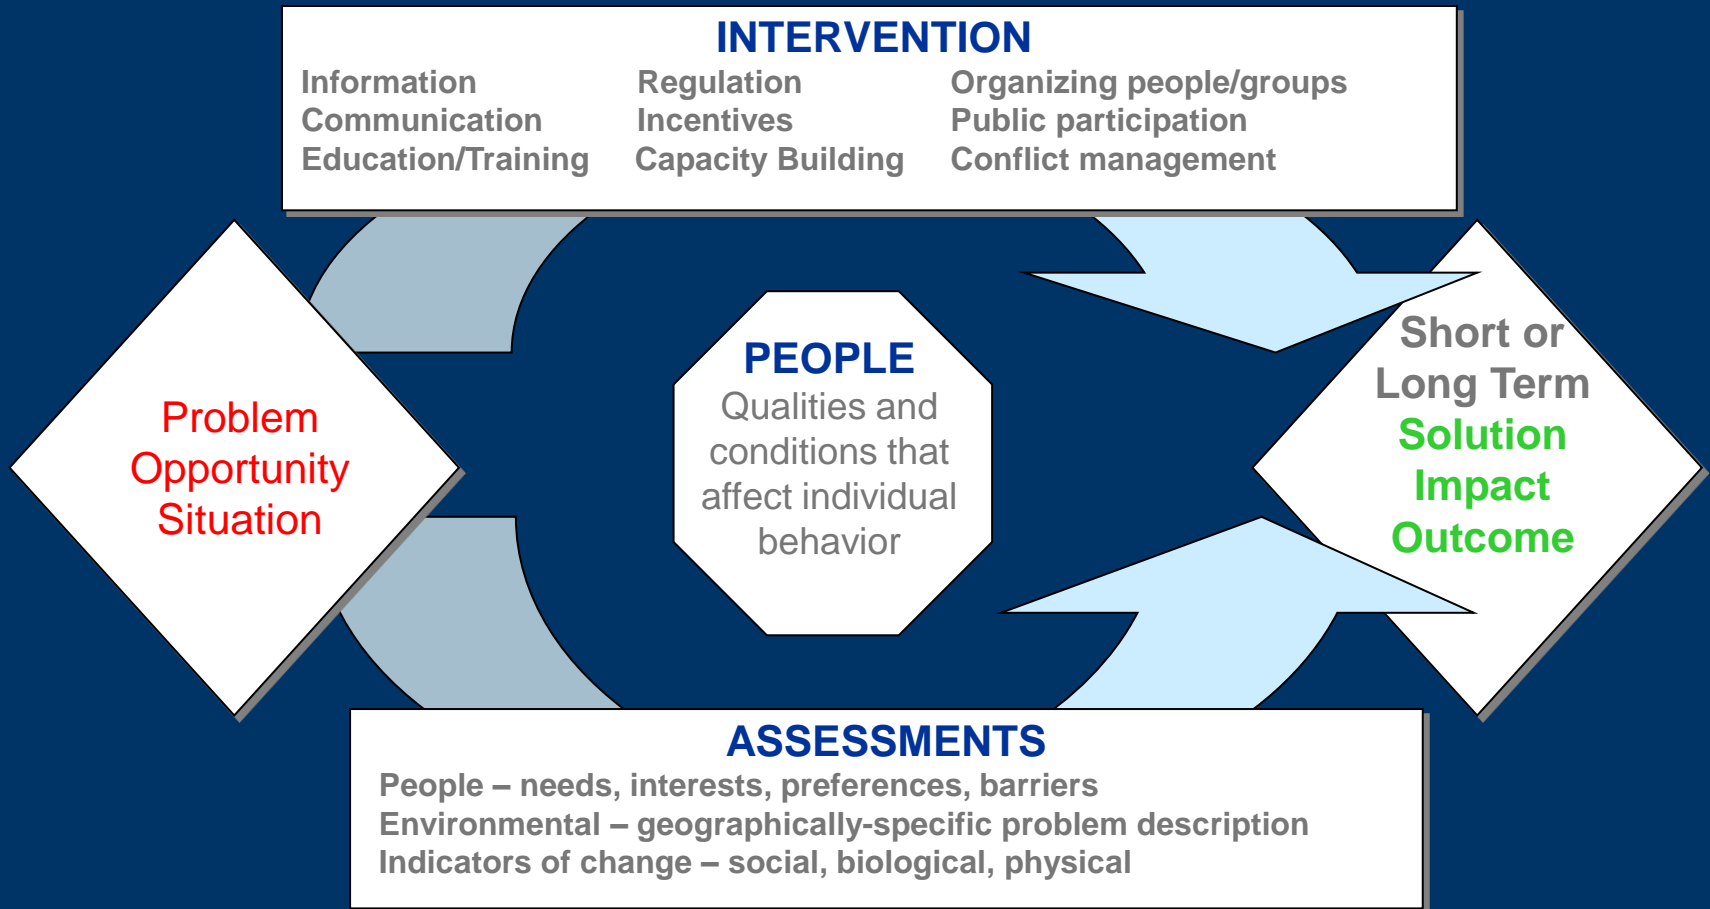 INTERVENTION
Information Regulation Organizing people/groups
Communication Incentives Public participation
Education/Training Capacity Building Conflict management
Problem
Opportunity
Situation
PEOPLE
Qualities and
conditions that
affect individual
behavior
Short or
Long Term
Solution
Impact
Outcome
ASSESSMENTS
People – needs, interests, preferences, barriers
Environmental – geographically-specific problem description
Indicators of change – social, biological, physical